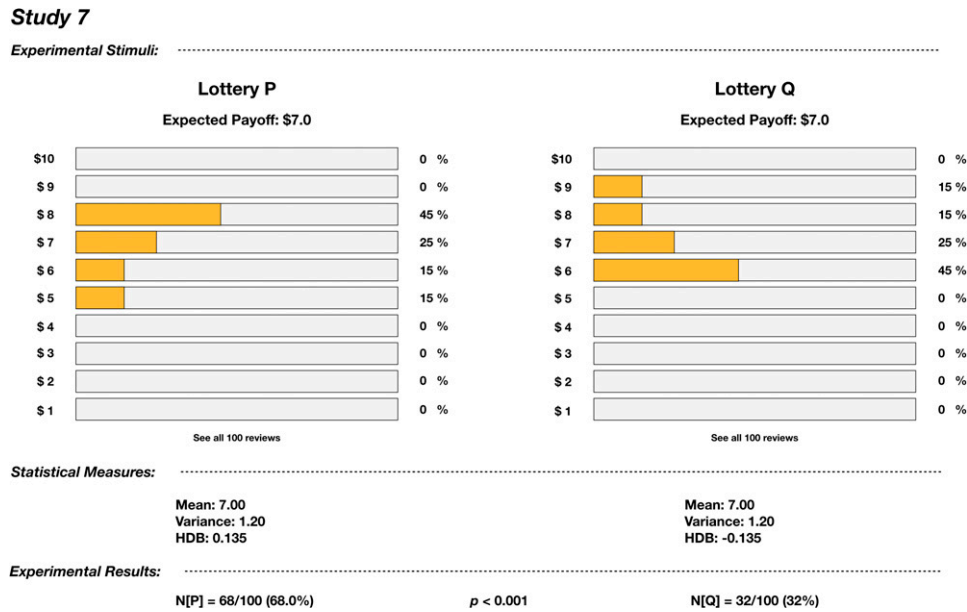 Study 7
Experimental Stimuli:
Lottery P Lottery Q
Expected Payoff: $7.0 Expected Payoff: $7.0
$10 0 % $10 0 %
$ 9 0 % $ 9 15 %
$ 8 45 % $ 8 15 %
$ 7 25 % $ 7 25 %
$ 6 15 % $ 6 45 %
$ 5 15 % $ 5 0 %
$ 4 0 % $ 4 0 %
$ 3 0 % $ 3 0 %
$ 2 0 % $ 2 0 %
$ 1 0 % $ 1 0 %
See all 100 reviews See all 100 reviews
Statistical Measures:
Mean: 7.00 Mean: 7.00
Variance: 1.20 Variance: 1.20
HDB: 0.135 HDB: -0.135
Experimental Results:
N[P] = 68/100 (68.0%) p < 0.001 N[Q] = 32/100 (32%)